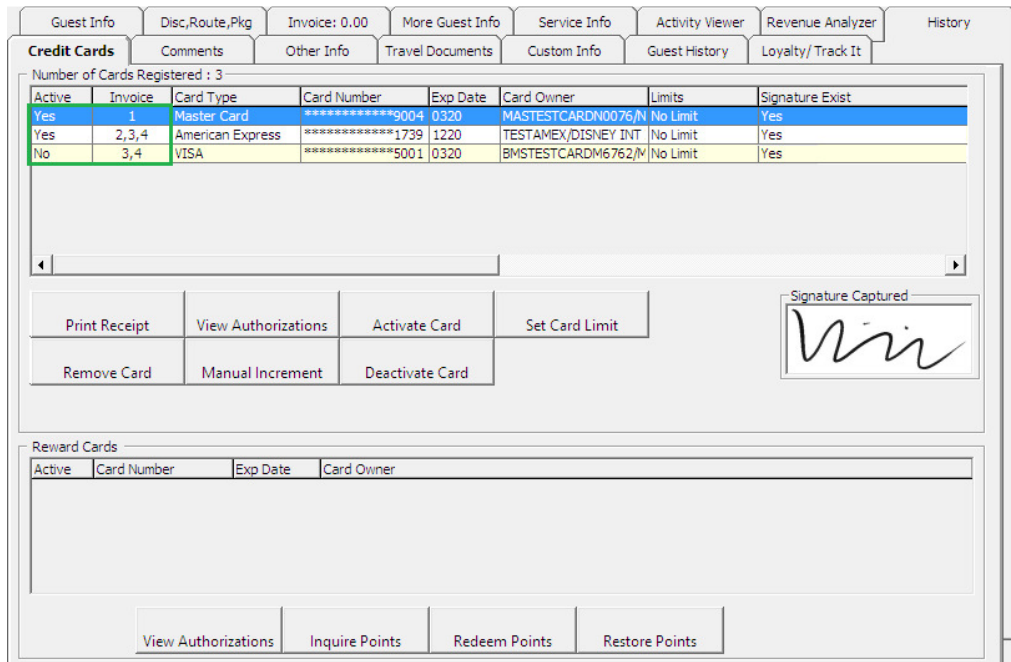 Guest Info Disc,Route,Pkg Invoice: 0.00 More Guest Info Service Info Activity Viewer Revenue Analyzer History
Credit Cards Comments Other Info Travel Documents Custom Info Guest History Loyalty/ Track It
Number of Cards Registered : 3
Active Invoice Card Type Card Number Exp Date Card Owner Limits Signature Exist
Yes 1 Master Card ************9004 0320 MASTESTCARDN0076/N No Limit Yes
Yes 2,3,4 American Express ************1739 1220 TESTAMEX/DISNEY INT No Limit Yes
No 3,4 VISA ************5001 0320 BMSTESTCARDM6762/M No Limit Yes
Signature Captured
Print Receipt View Authorizations Activate Card Set Card Limit
Remove Card Manual Increment Deactivate Card
Reward Cards
Active Card Number Exp Date Card Owner
View Authorizations Inquire Points Redeem Points Restore Points